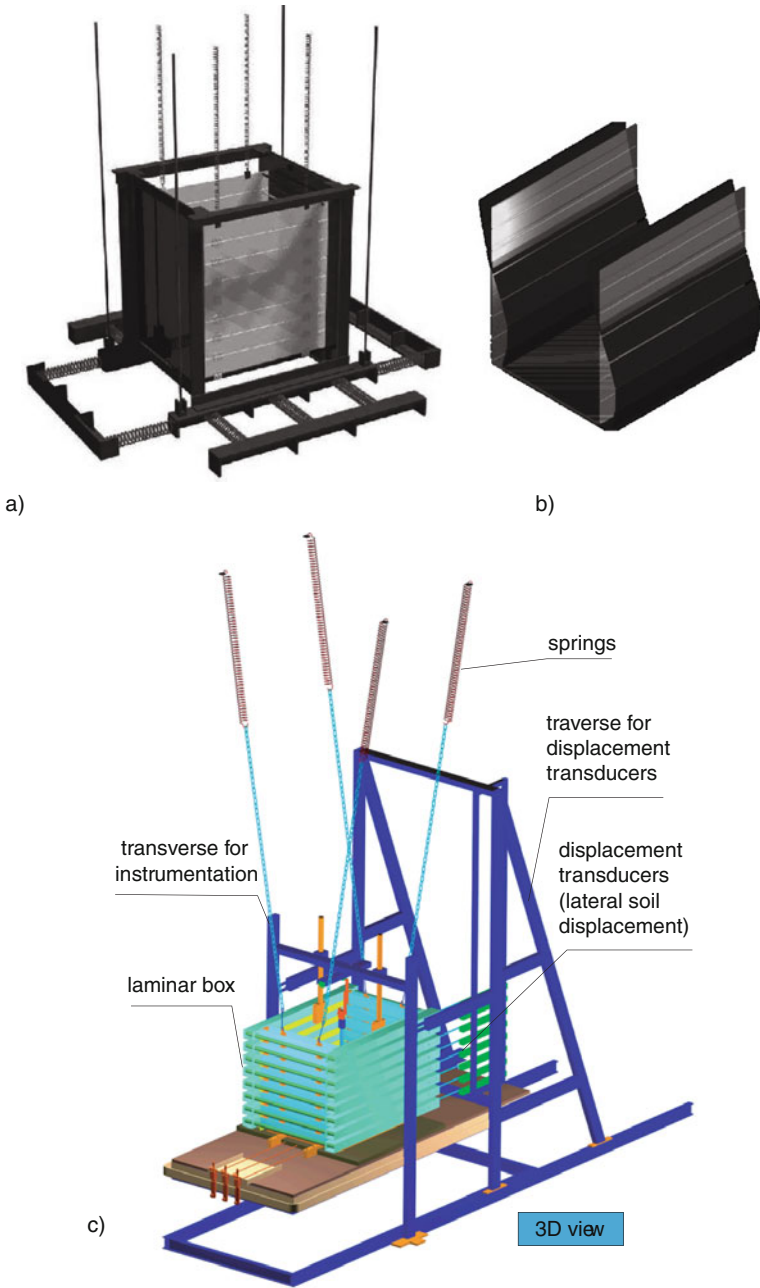 a)
b)
springs
traverse for
displacement
transducers
transverse for
instrumentation
displacement
transducers
(lateral soil
displacement)
laminar box
c)
3D view